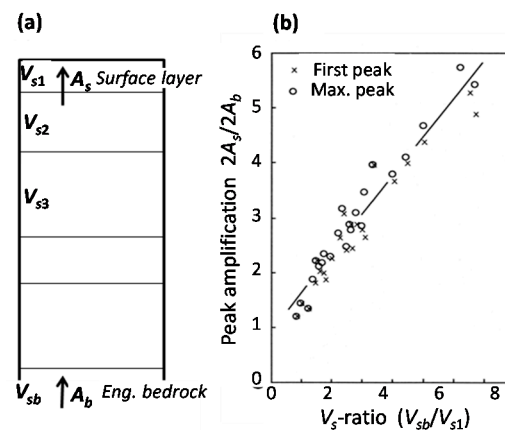 (a)
Vs1 As Surface layer
Vs2
Vs3
Vsb Ab Eng. bedrock
(b)
× First peak
○ Max. peak
Peak amplification 2As/2Ab
6
5
4
3
2
1
0
0 2 4 6 8
Vs-ratio (Vsb/Vs1)